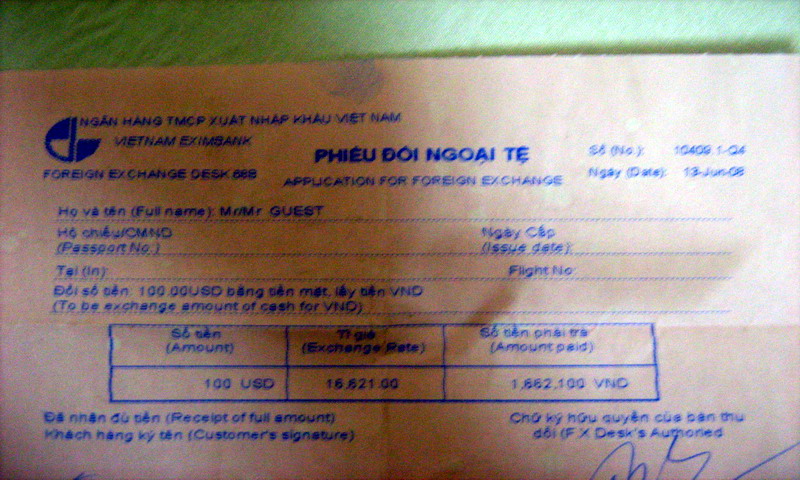 NGÂN HÀNG TMCP XUẤT NHẬP KHẨU VIỆT NAM
VIETNAM EXIMBANK
FOREIGN EXCHANGE DESK 66B
PHIẾU ĐỔI NGOẠI TỆ
APPLICATION FOR FOREIGN EXCHANGE
Số (No.): 10409.1-Q4
Ngày (Date): 13-Jun-08
Họ và tên (Full name): Mr/Mr GUEST
Hộ chiếu/CMND
(Passport No.)
Ngày Cấp
(Issue date):
Tại (In):
Flight No:
Đổi số tiền: 100.00USD bằng tiền mặt, lấy tiền VND
(To be exchange amount of cash for VND)
Số tiền
(Amount)
Tỉ giá
(Exchange Rate)
Số tiền phải trả
(Amount paid)
100 USD
16,621.00
1,662,100 VND
Đã nhận đủ tiền (Receipt of full amount)
Khách hàng ký tên (Customer's signature)
Chữ ký hữu quyền của bàn thu
đổi (F.X Desk's Authoried